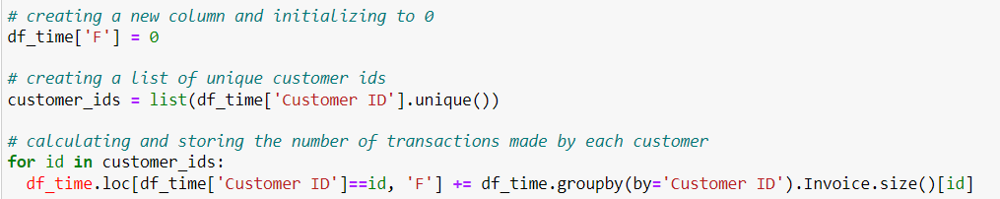 # creating a new column and initializing to 0
df_time['F'] = 0
# creating a list of unique customer ids
customer_ids = list(df_time['Customer ID'].unique())
# calculating and storing the number of transactions made by each customer
for id in customer_ids:
  df_time.loc[df_time['Customer ID']==id, 'F'] += df_time.groupby(by='Customer ID').Invoice.size()[id]